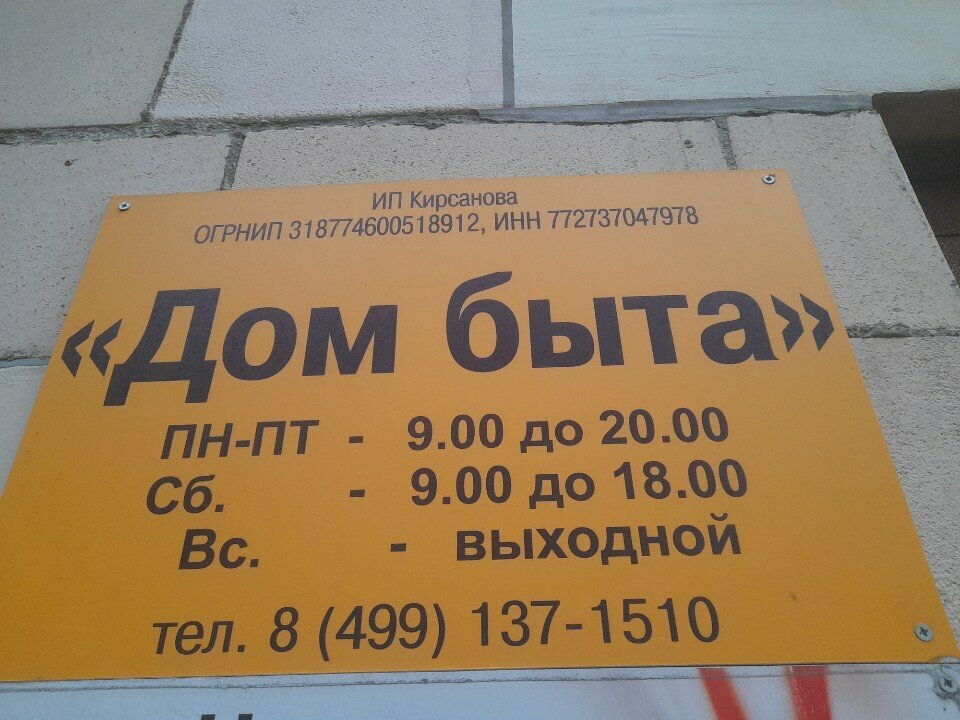 ИП Кирсанова
ОГРНИП 318774600518912, ИНН 772737047978
«Дом быта»
ПН-ПТ - 9.00 до 20.00
Сб. - 9.00 до 18.00
Вс. - выходной
тел. 8 (499) 137-1510